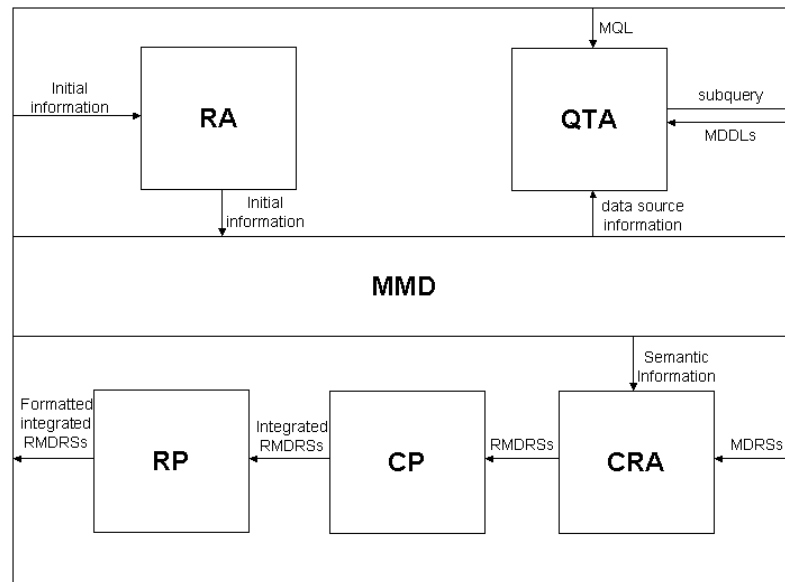 MQL
Initial
information
RA
QTA
subquery
MDDLs
Initial
information
data source
information
MMD
Semantic
Information
Formatted
integrated
RMDRSs
RP
Integrated
RMDRSs
CP
RMDRSs
CRA
MDRSs